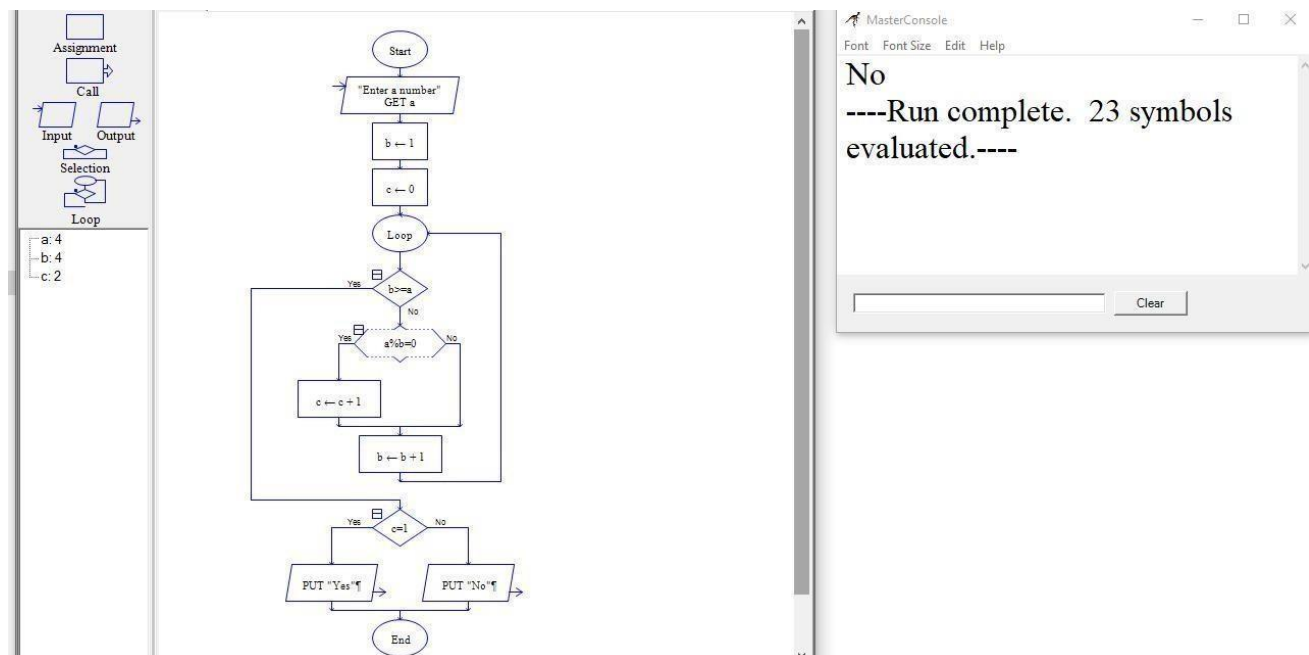 Assignment
Call
Input Output
Selection
Loop
a: 4
b: 4
c: 2
Start
"Enter a number"
GET a
b ← 1
c ← 0
Loop
Yes
b>=a
No
Yes
a%b=0
No
c ← c + 1
b ← b + 1
Yes
c=1
No
PUT "Yes"¶
PUT "No"¶
End
MasterConsole
Font Font Size Edit Help
No
----Run complete. 23 symbols
evaluated.----
Clear